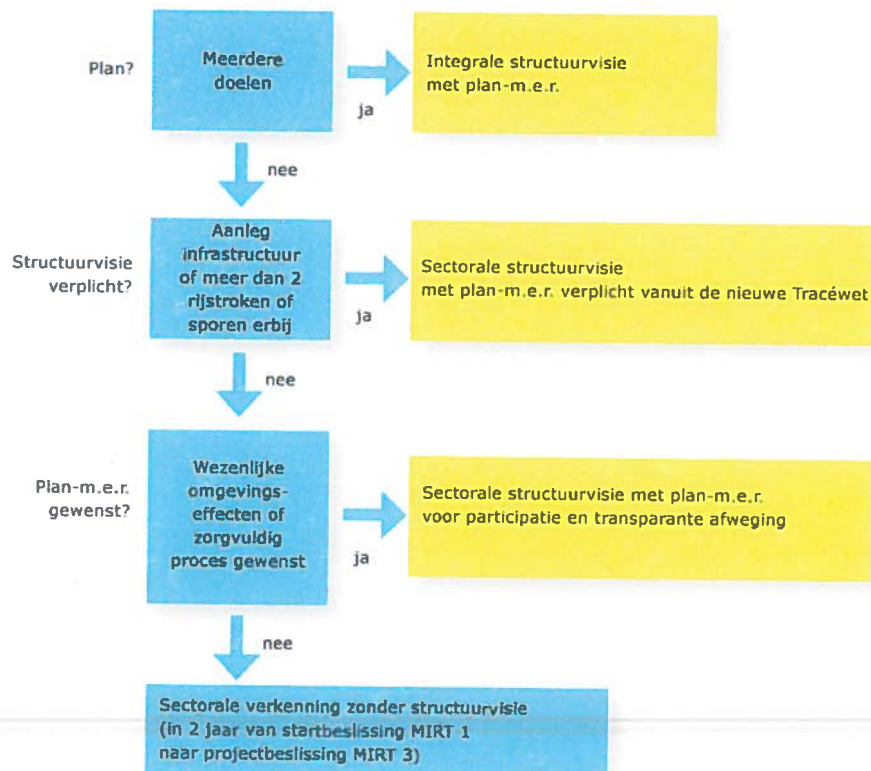 Plan?
Meerdere
doelen
ja
Integrale structuurvisie
met plan-m.e.r.
nee
Structuurvisie
verplicht?
Aanleg
infrastructuur
of meer dan 2
rijstroken of
sporen erbij
ja
Sectorale structuurvisie
met plan-m.e.r. verplicht vanuit de nieuwe Tracéwet
nee
Plan-m.e.r.
gewenst?
Wezenlijke
omgevings-
effecten of
zorgvuldig
proces gewenst
ja
Sectorale structuurvisie met plan-m.e.r.
voor participatie en transparante afweging
nee
Sectorale verkenning zonder structuurvisie
(in 2 jaar van startbeslissing MIRT 1
naar projectbeslissing MIRT 3)